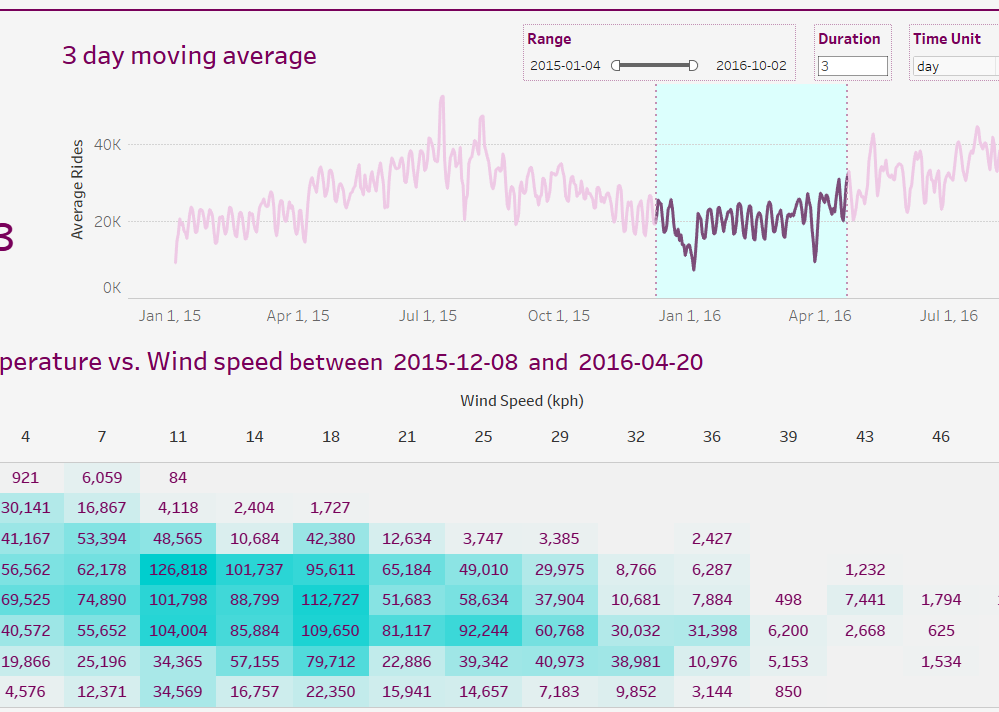 3 day moving average
Range
2015-01-04 2016-10-02
Duration
3
Time Unit
day
Average Rides
40K
20K
0K
Jan 1, 15 Apr 1, 15 Jul 1, 15 Oct 1, 15 Jan 1, 16 Apr 1, 16 Jul 1, 16
perature vs. Wind speed between 2015-12-08 and 2016-04-20
Wind Speed (kph)
4 7 11 14 18 21 25 29 32 36 39 43 46
921 6,059 84
30,141 16,867 4,118 2,404 1,727
41,167 53,394 48,565 10,684 42,380 12,634 3,747 3,385 2,427
56,562 62,178 126,818 101,737 95,611 65,184 49,010 29,975 8,766 6,287 1,232
69,525 74,890 101,798 88,799 112,727 51,683 58,634 37,904 10,681 7,884 498 7,441 1,794
40,572 55,652 104,004 85,884 109,650 81,117 92,244 60,768 30,032 31,398 6,200 2,668 625
19,866 25,196 34,365 57,155 79,712 22,886 39,342 40,973 38,981 10,976 5,153 1,534
4,576 12,371 34,569 16,757 22,350 15,941 14,657 7,183 9,852 3,144 850